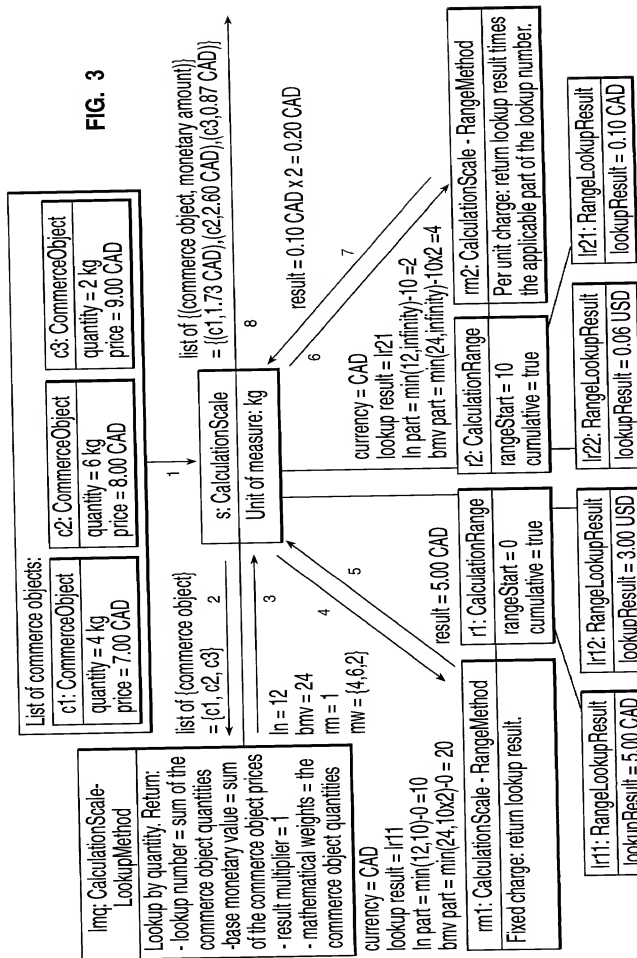 FIG. 3
List of commerce objects:
c1: CommerceObject
quantity = 4 kg
price = 7.00 CAD
c2: CommerceObject
quantity = 6 kg
price = 8.00 CAD
c3: CommerceObject
quantity = 2 kg
price = 9.00 CAD
1
lmq: CalculationScale-
LookupMethod
Lookup by quantity. Return:
- lookup number = sum of the
commerce object quantities
-base monetary value = sum
of the commerce object prices
- result multiplier = 1
- mathematical weights = the
commerce object quantities
list of {commerce object}
= {c1, c2, c3}
2
3
ln = 12
bmv = 24
rm = 1
mw = {4,6,2}
s: CalculationScale
Unit of measure: kg
list of {(commerce object, monetary amount)}
= {(c1,1.73 CAD),(c2,2.60 CAD),(c3,0.87 CAD)}
8
4
5
result = 5.00 CAD
6
7
result = 0.10 CAD x 2 = 0.20 CAD
currency = CAD
lookup result = lr11
ln part = min(12,10)-0 =10
bmv part = min(24,10x2)-0 = 20
currency = CAD
lookup result = lr21
ln part = min(12,infinity)-10 =2
bmv part = min(24,infinity)-10x2 =4
rm1: CalculationScale - RangeMethod
Fixed charge: return lookup result.
r1: CalculationRange
rangeStart = 0
cumulative = true
r2: CalculationRange
rangeStart = 10
cumulative = true
rm2: CalculationScale - RangeMethod
Per unit charge: return lookup result times
the applicable part of the lookup number.
lr11: RangeLookupResult
lookupResult = 5.00 CAD
lr12: RangeLookupResult
lookupResult = 3.00 USD
lr22: RangeLookupResult
lookupResult = 0.06 USD
lr21: RangeLookupResult
lookupResult = 0.10 CAD